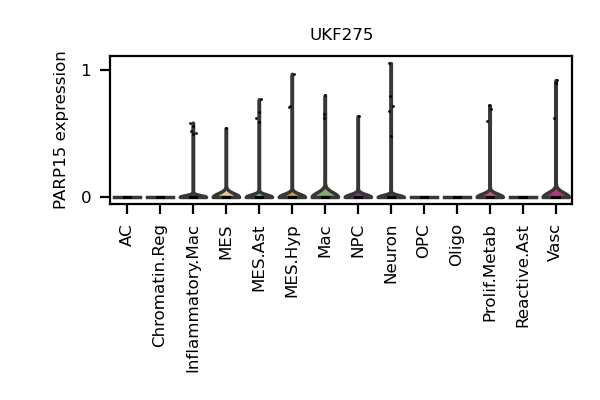 UKF275
PARP15 expression
1
0
AC
Chromatin.Reg
Inflammatory.Mac
MES
MES.Ast
MES.Hyp
Mac
NPC
Neuron
OPC
Oligo
Prolif.Metab
Reactive.Ast
Vasc